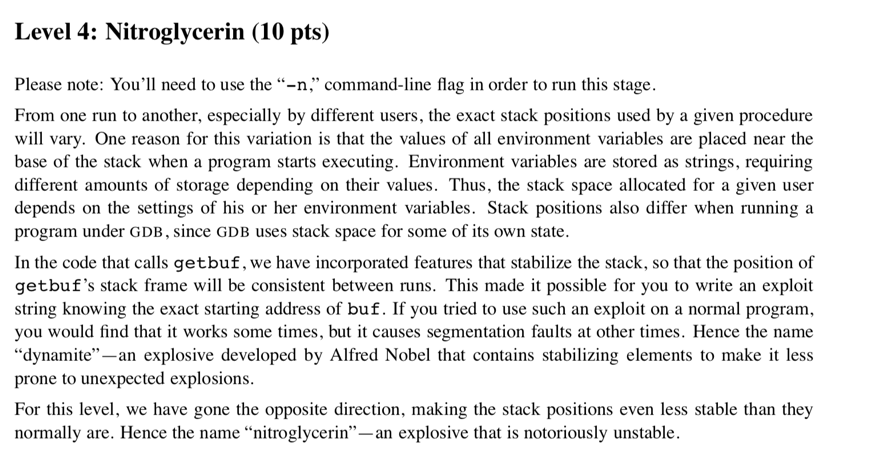 Level 4: Nitroglycerin (10 pts)
Please note: You’ll need to use the “-n,” command-line flag in order to run this stage.
From one run to another, especially by different users, the exact stack positions used by a given procedure
will vary. One reason for this variation is that the values of all environment variables are placed near the
base of the stack when a program starts executing. Environment variables are stored as strings, requiring
different amounts of storage depending on their values. Thus, the stack space allocated for a given user
depends on the settings of his or her environment variables. Stack positions also differ when running a
program under GDB, since GDB uses stack space for some of its own state.
In the code that calls getbuf, we have incorporated features that stabilize the stack, so that the position of
getbuf’s stack frame will be consistent between runs. This made it possible for you to write an exploit
string knowing the exact starting address of buf. If you tried to use such an exploit on a normal program,
you would find that it works some times, but it causes segmentation faults at other times. Hence the name
“dynamite”—an explosive developed by Alfred Nobel that contains stabilizing elements to make it less
prone to unexpected explosions.
For this level, we have gone the opposite direction, making the stack positions even less stable than they
normally are. Hence the name “nitroglycerin”—an explosive that is notoriously unstable.